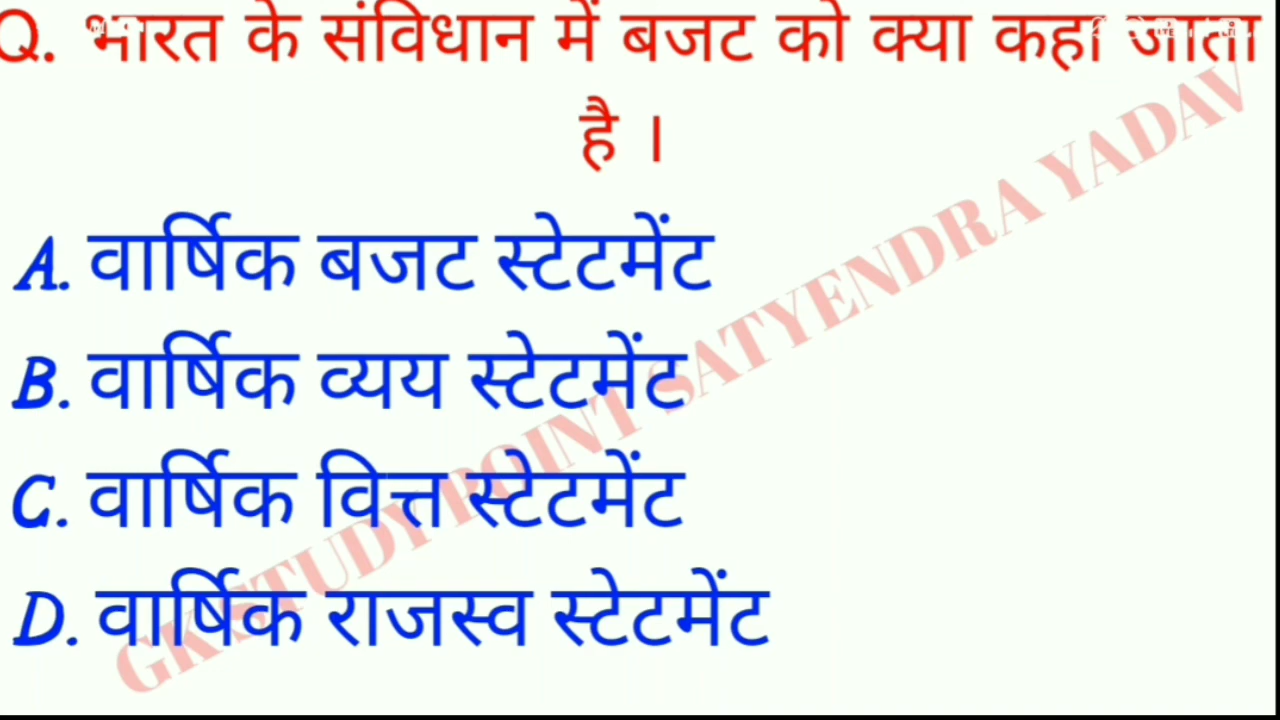 Q. भारत के संविधान में बजट को क्या कहा जाता
है ।
A. वार्षिक बजट स्टेटमेंट
B. वार्षिक व्यय स्टेटमेंट
C. वार्षिक वित्त स्टेटमेंट
D. वार्षिक राजस्व स्टेटमेंट
GK STUDY POINT SATYENDRA YADAV